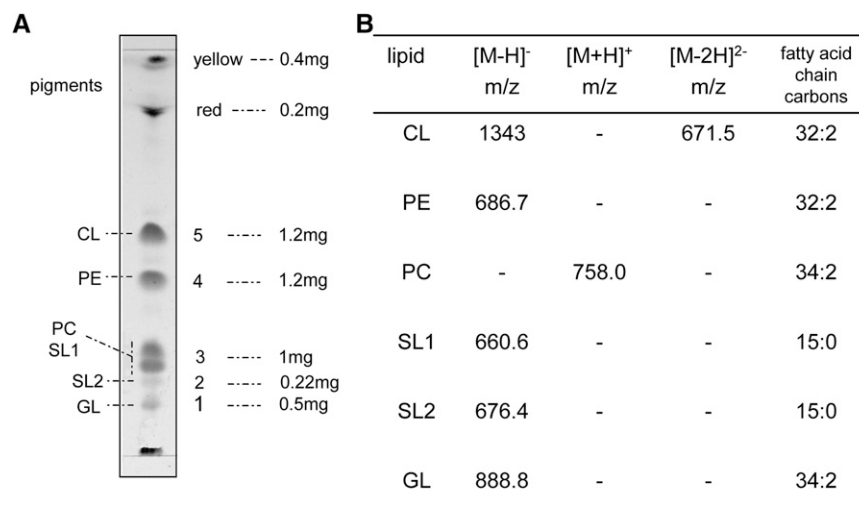 A
pigments
yellow --- 0.4mg
red -·-·-·- 0.2mg
CL 5 -·-·-·- 1.2mg
PE 4 -·-·-·- 1.2mg
PC
SL1
3 -·-·-·- 1mg
SL2 2 -·-·-·- 0.22mg
GL 1 -·-·-·- 0.5mg
B
lipid [M-H]⁻ [M+H]⁺ [M-2H]²⁻ fatty acid
chain
carbons
m/z m/z m/z
CL 1343 - 671.5 32:2
PE 686.7 - - 32:2
PC - 758.0 - 34:2
SL1 660.6 - - 15:0
SL2 676.4 - - 15:0
GL 888.8 - - 34:2